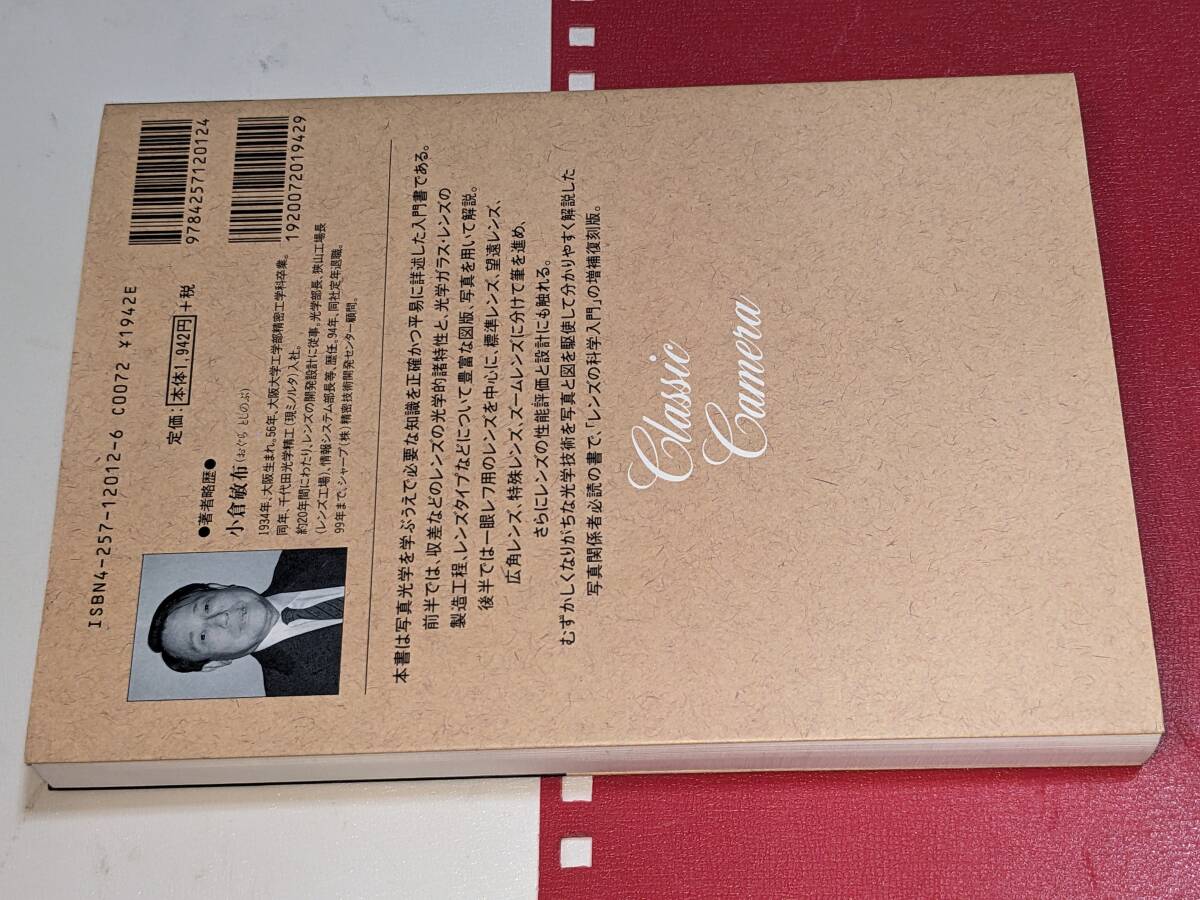 9784257120124
1920072019429
ISBN4-257-12012-6 C0072 ¥1942E
定価:本体1,942円+税
●著者略歴●
小倉敏布(おぐら としのぶ)
1934年、大阪生まれ。56年、大阪大学工学部精密工学科卒業。
同年、千代田光学精工(現ミノルタ)入社。
約20年間にわたり、レンズの開発設計に従事。光学部長、狭山工場長
(レンズ工場)、情報システム部長等を歴任、94年、同社定年退職。
99年まで、シャープ(株)精密技術開発センター顧問。
本書は写真光学を学ぶうえで必要な知識を正確かつ平易に詳述した入門書である。
前半では、収差などのレンズの光学的諸特性と、光学ガラス・レンズの
製造工程、レンズタイプなどについて豊富な図版、写真を用いて解説。
後半では一眼レフ用のレンズを中心に、標準レンズ、望遠レンズ、
広角レンズ、特殊レンズ、ズームレンズに分けて筆を進め、
さらにレンズの性能評価と設計にも触れる。
むずかしくなりがちな光学技術を写真と図を駆使して分かりやすく解説した
写真関係者必読の書で、「レンズの科学入門」の増補復刻版。
Classic
Camera